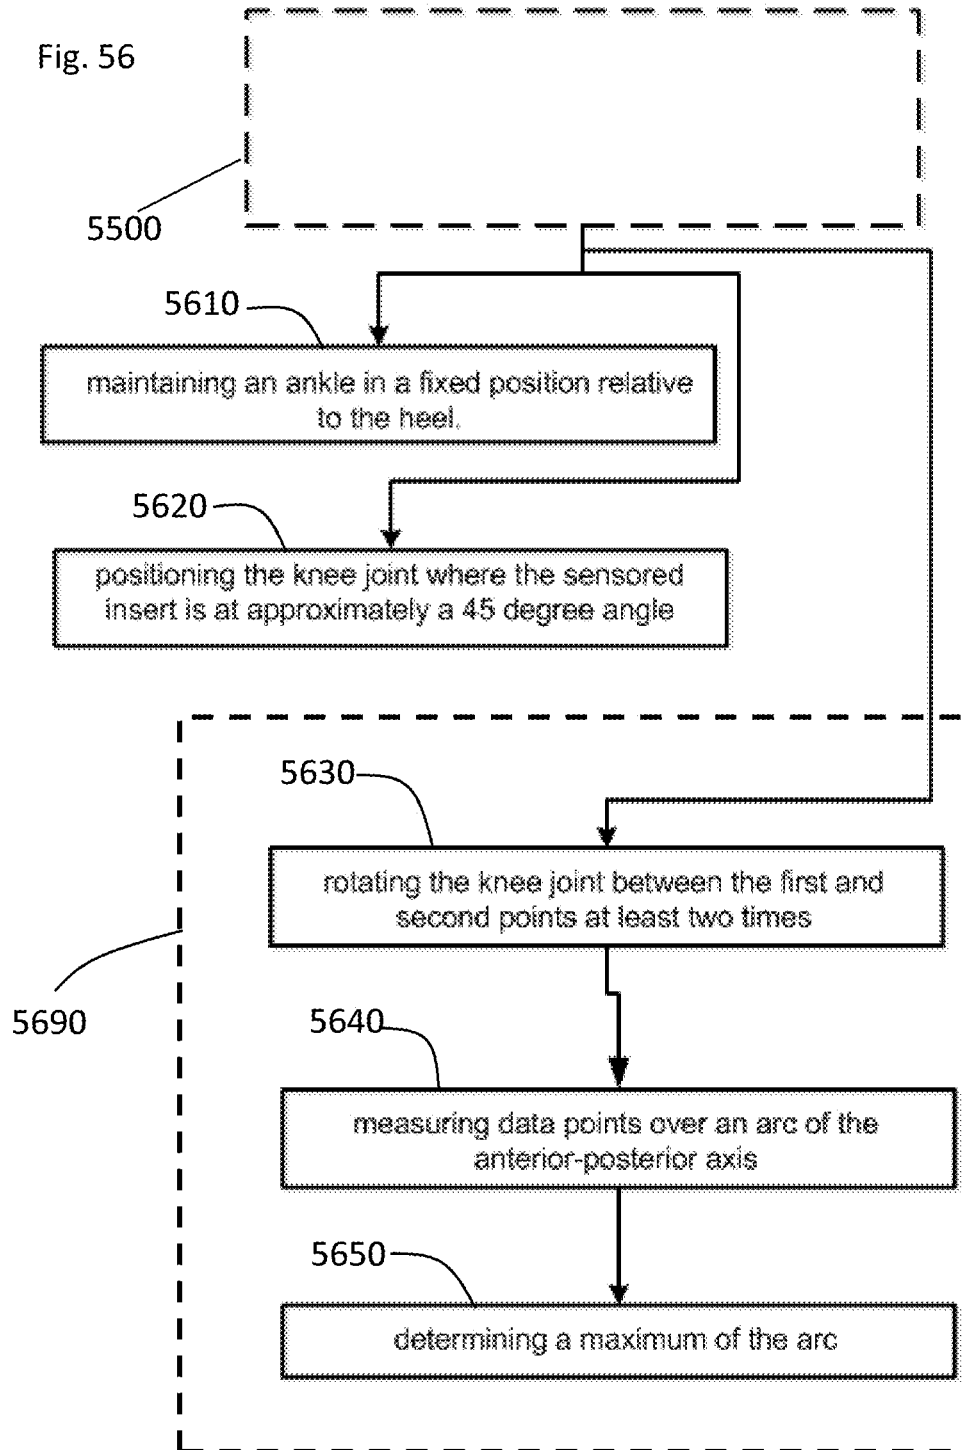 Fig. 56
5500
5610
maintaining an ankle in a fixed position relative
to the heel.
5620
positioning the knee joint where the sensored
insert is at approximately a 45 degree angle
5630
rotating the knee joint between the first and
second points at least two times
5690
5640
measuring data points over an arc of the
anterior-posterior axis
5650
determining a maximum of the arc